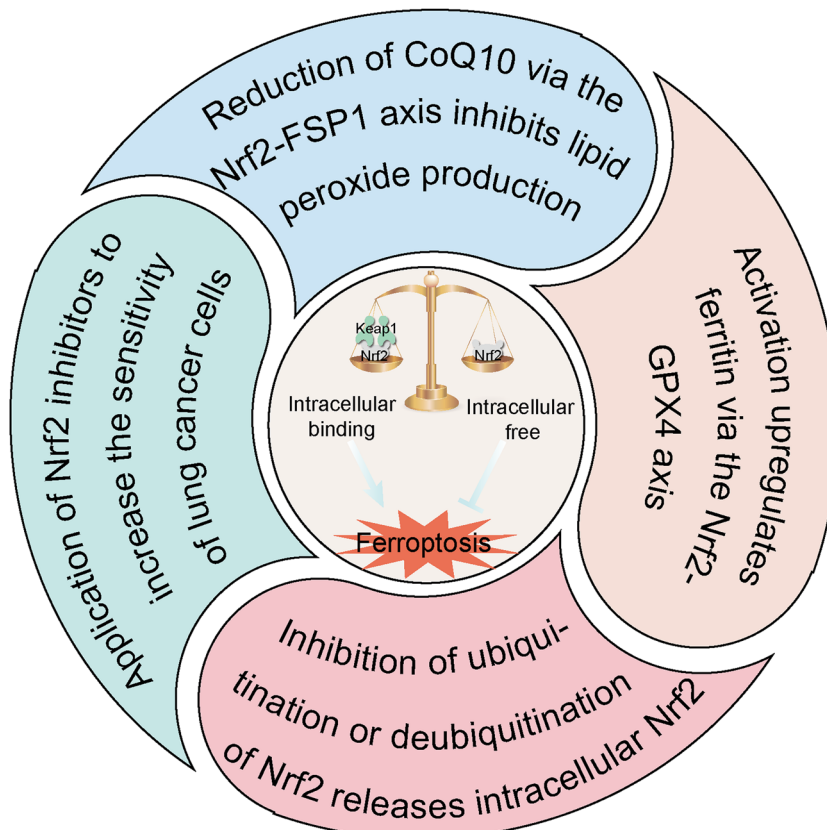 Reduction of CoQ10 via the
Nrf2-FSP1 axis inhibits lipid
peroxide production
Activation upregulates
ferritin via the Nrf2-
GPX4 axis
Inhibition of ubiqui-
tination or deubiquitination
of Nrf2 releases intracellular Nrf2
Application of Nrf2 inhibitors to
increase the sensitivity
of lung cancer cells
Keap1
Nrf2
Nrf2
Intracellular
binding
Intracellular
free
Ferroptosis